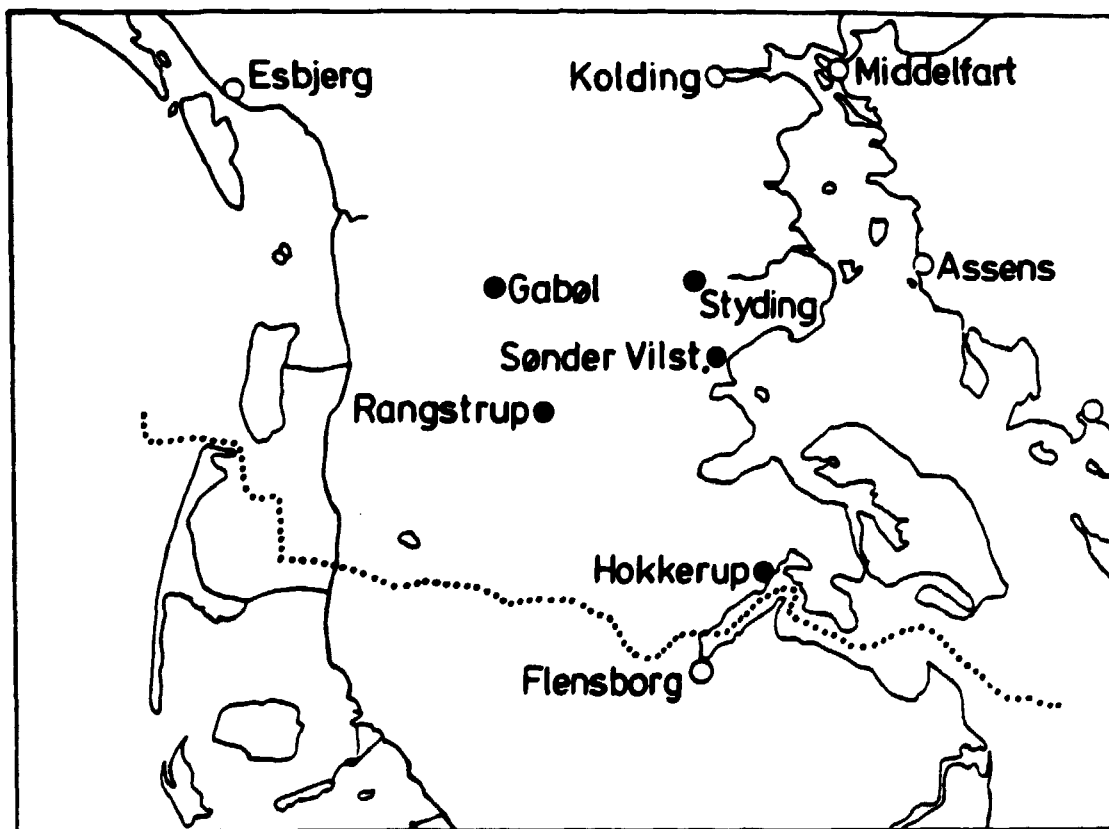 Esbjerg
Kolding
Middelfart
Gabøl
Styding
Assens
Sønder Vilst.
Rangstrup
Hokkerup
Flensborg